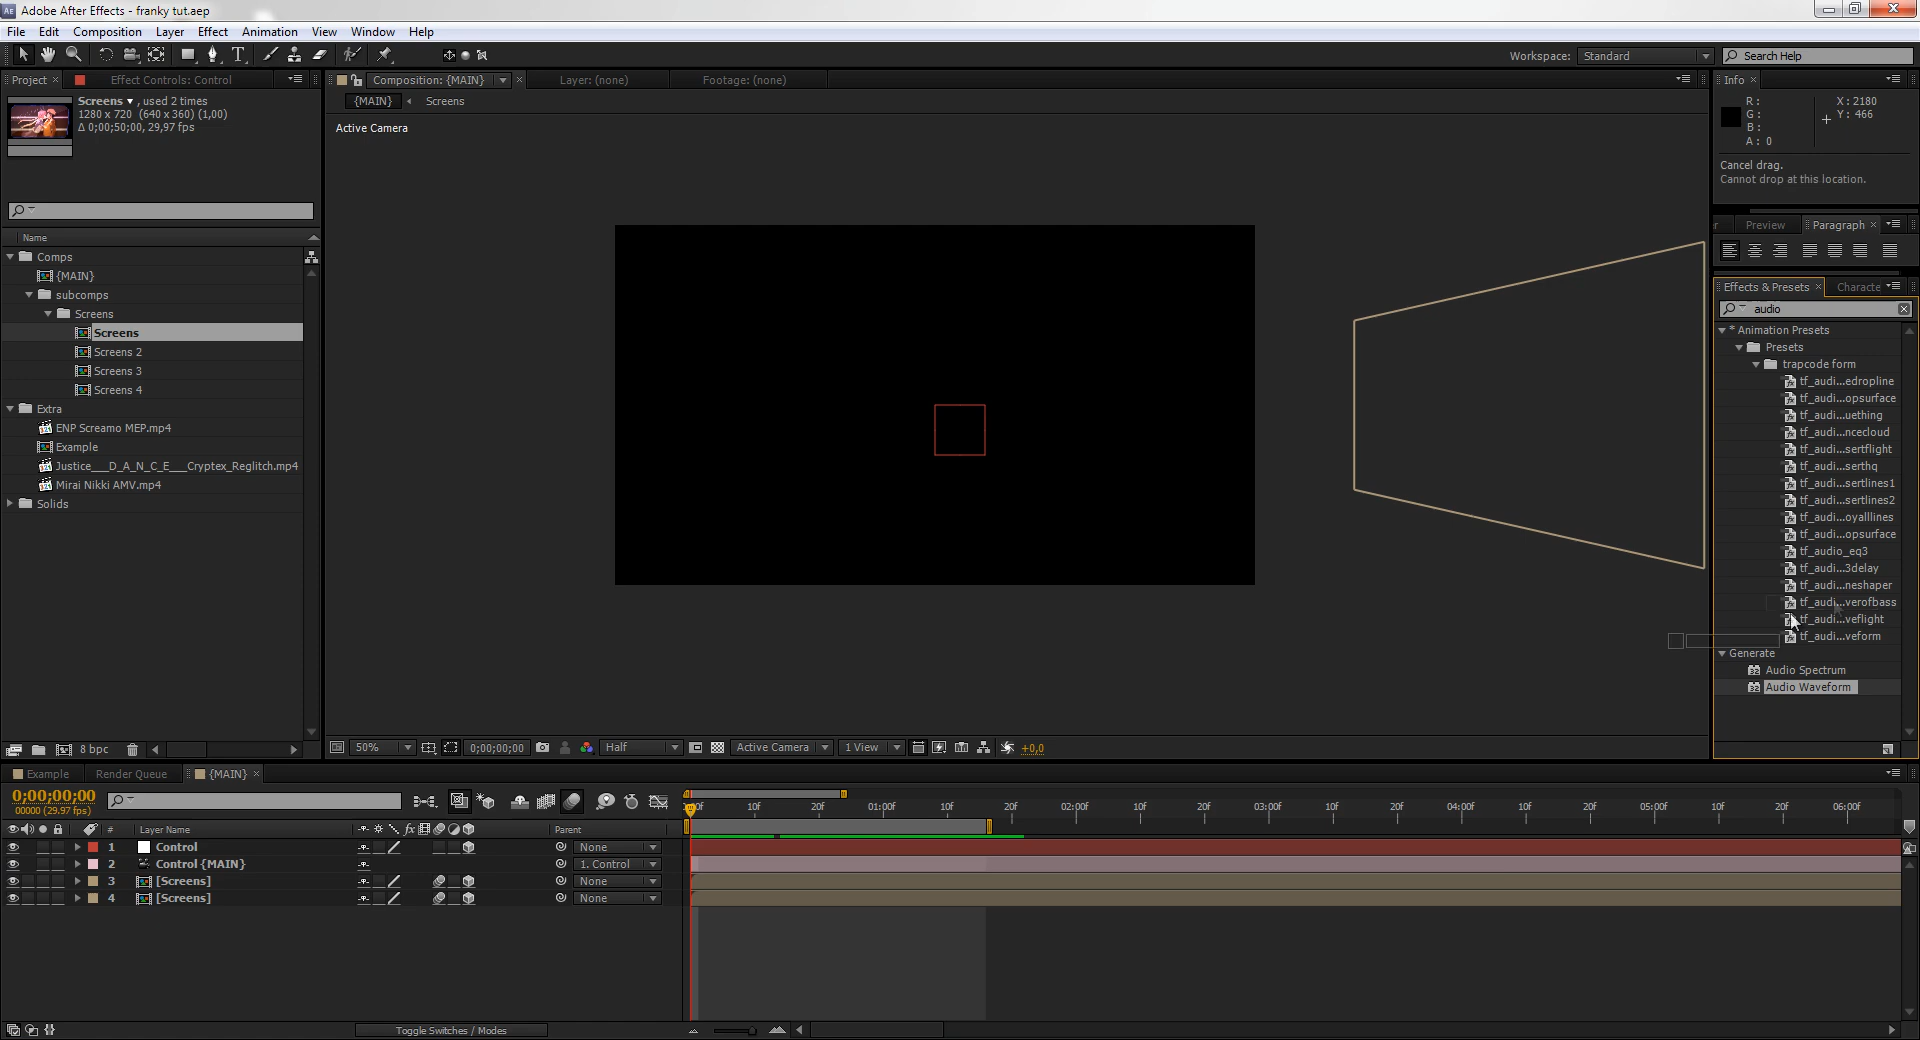 Adobe After Effects - franky tut.aep
File Edit Composition Layer Effect Animation View Window Help
Workspace: Standard Search Help
Project Effect Controls: Control
Screens , used 2 times
1280 x 720 (640 x 360) (1,00)
Δ 0;00;50;00, 29,97 fps
Name
Comps
{MAIN}
subcomps
Screens
Screens
Screens 2
Screens 3
Screens 4
Extra
ENP Screamo MEP.mp4
Example
Justice___D_A_N_C_E___Cryptex_Reglitch.mp4
Mirai Nikki AMV.mp4
Solids
8 bpc
Composition: {MAIN} Layer: (none) Footage: (none)
{MAIN} Screens
Active Camera
50% 0;00;00;00 Half Active Camera 1 View +0,0
Info
R: X: 2180
G: Y: 466
B:
A: 0
Cancel drag.
Cannot drop at this location.
r Preview Paragraph
Effects & Presets Characte
audio
* Animation Presets
Presets
trapcode form
tf_audi...edropline
tf_audi...opsurface
tf_audi...uething
tf_audi...ncecloud
tf_audi...sertflight
tf_audi...serthq
tf_audi...sertlines1
tf_audi...sertlines2
tf_audi...oyalllines
tf_audi...opsurface
tf_audio_eq3
tf_audi...3delay
tf_audi...neshaper
tf_audi...verofbass
tf_audi...veflight
tf_audi...veform
Generate
Audio Spectrum
Audio Waveform
Example Render Queue {MAIN}
0;00;00;00
00000 (29.97 fps)
:00f 10f 20f 01:00f 10f 20f 02:00f 10f 20f 03:00f 10f 20f 04:00f 10f 20f 05:00f 10f 20f 06:00f
# Layer Name fx Parent
1 Control None
2 Control {MAIN} 1. Control
3 [Screens] None
4 [Screens] None
Toggle Switches / Modes